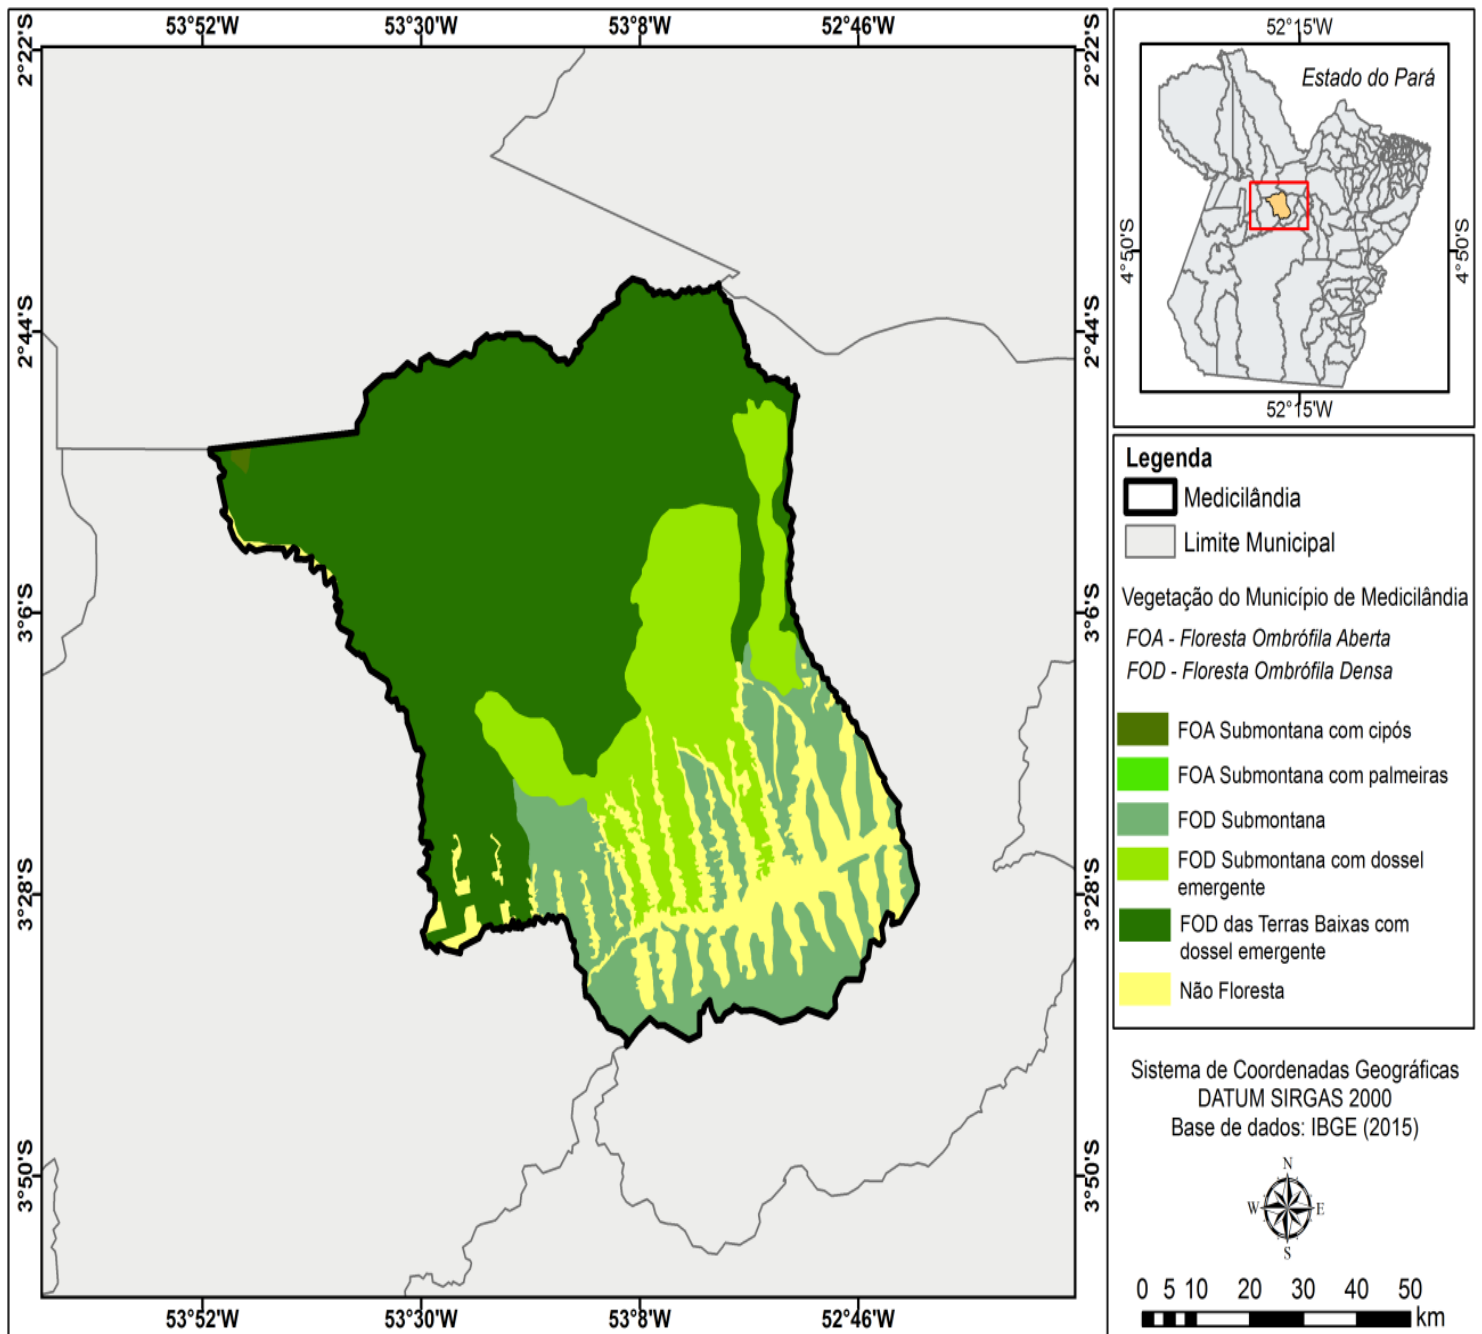 53°52'W 53°30'W 53°8'W 52°46'W
2°22'S 2°22'S
2°44'S 2°44'S
3°6'S 3°6'S
3°28'S 3°28'S
3°50'S 3°50'S
53°52'W 53°30'W 53°8'W 52°46'W
52°15'W
Estado do Pará
4°50'S 4°50'S
52°15'W
Legenda
Medicilândia
Limite Municipal
Vegetação do Município de Medicilândia
FOA - Floresta Ombrófila Aberta
FOD - Floresta Ombrófila Densa
FOA Submontana com cipós
FOA Submontana com palmeiras
FOD Submontana
FOD Submontana com dossel
emergente
FOD das Terras Baixas com
dossel emergente
Não Floresta
Sistema de Coordenadas Geográficas
DATUM SIRGAS 2000
Base de dados: IBGE (2015)
N
W E
S
0 5 10 20 30 40 50
km